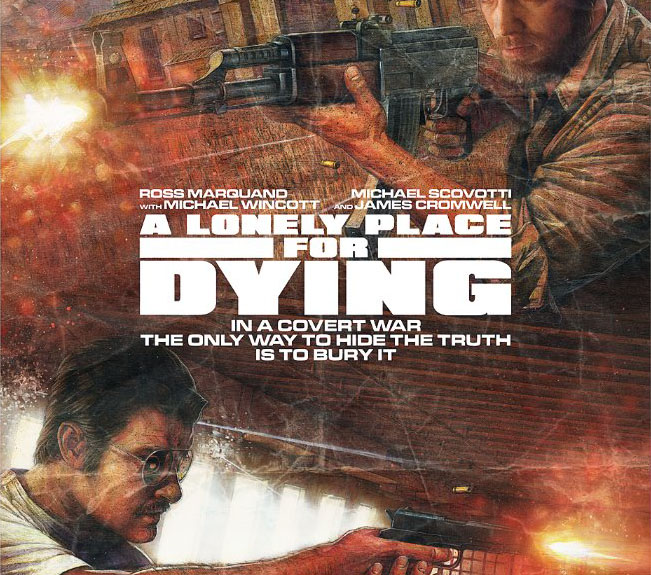 ROSS MARQUAND MICHAEL SCOVOTTI
WITH MICHAEL WINCOTT AND JAMES CROMWELL
A LONELY PLACE
FOR
DYING
IN A COVERT WAR
THE ONLY WAY TO HIDE THE TRUTH
IS TO BURY IT